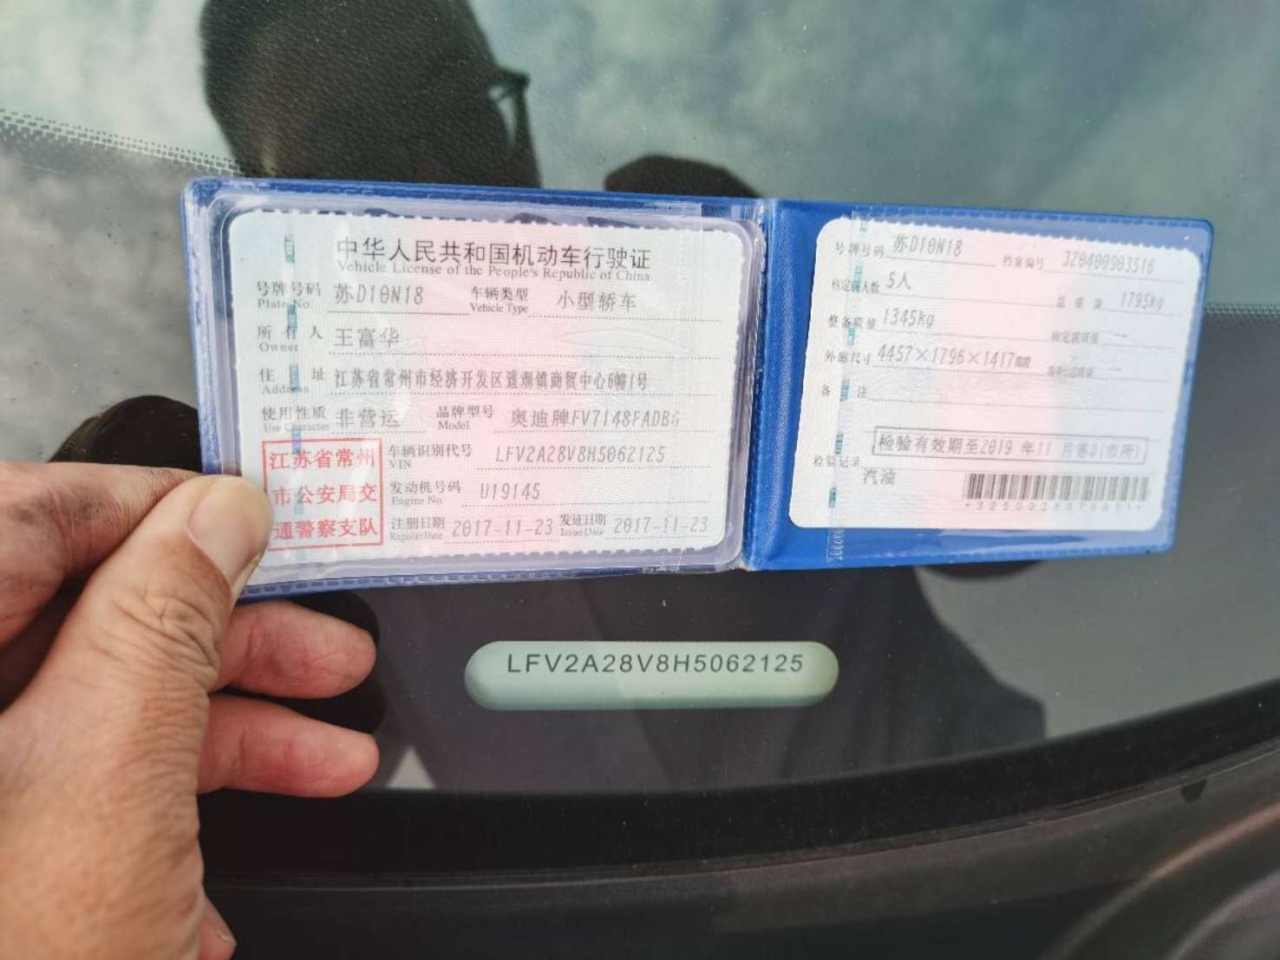 中华人民共和国机动车行驶证
Vehicle License of the People's Republic of China
号牌号码 苏D10N18 车辆类型 小型轿车
Plate No. Vehicle Type
所有人 王富华
Owner
住址 江苏省常州市经济开发区遥观镇商贸中心6幢1号
Address
使用性质 非营运 品牌型号 奥迪牌FV7148FADBG
Use Character Model
江苏省常州
市公安局交
通警察支队
车辆识别代号 LFV2A28V8H5062125
VIN
发动机号码 U19145
Engine No.
注册日期 2017-11-23 发证日期 2017-11-23
Register Date Issue Date
号牌号码 苏D10N18 档案编号 320400903516
核定载人数 5人 总质量 1795kg
整备质量 1345kg 核定载质量
外廓尺寸 4457×1796×1417mm
备注
检验有效期至2019年11月苏D(常所)
检验记录
汽油
LFV2A28V8H5062125